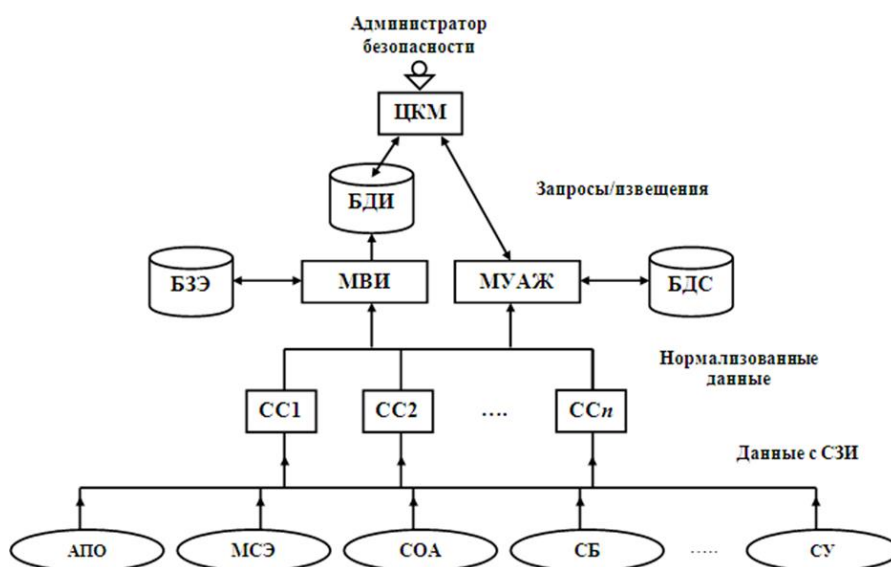 Администратор
безопасности
ЦКМ
БДИ
Запросы/извещения
БЗЭ
МВИ
МУАЖ
БДС
Нормализованные
данные
СС1
СС2
....
ССn
Данные с СЗИ
АПО
МСЭ
СОА
СБ
.....
СУ